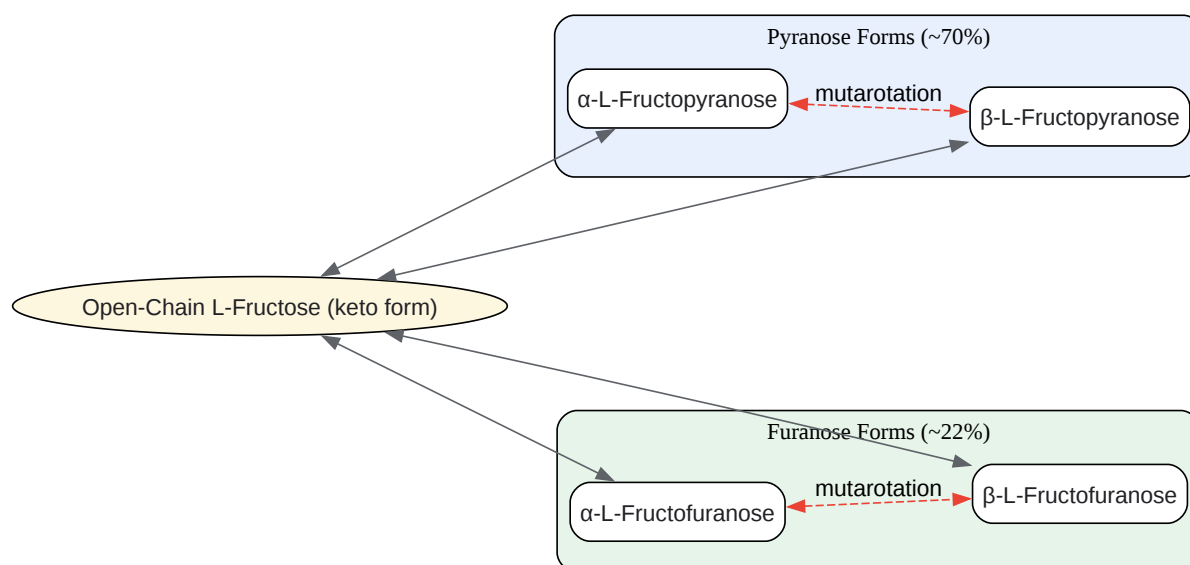 Pyranose Forms (~70%)
α-L-Fructopyranose
mutarotation
β-L-Fructopyranose
Open-Chain L-Fructose (keto form)
Furanose Forms (~22%)
α-L-Fructofuranose
mutarotation
β-L-Fructofuranose